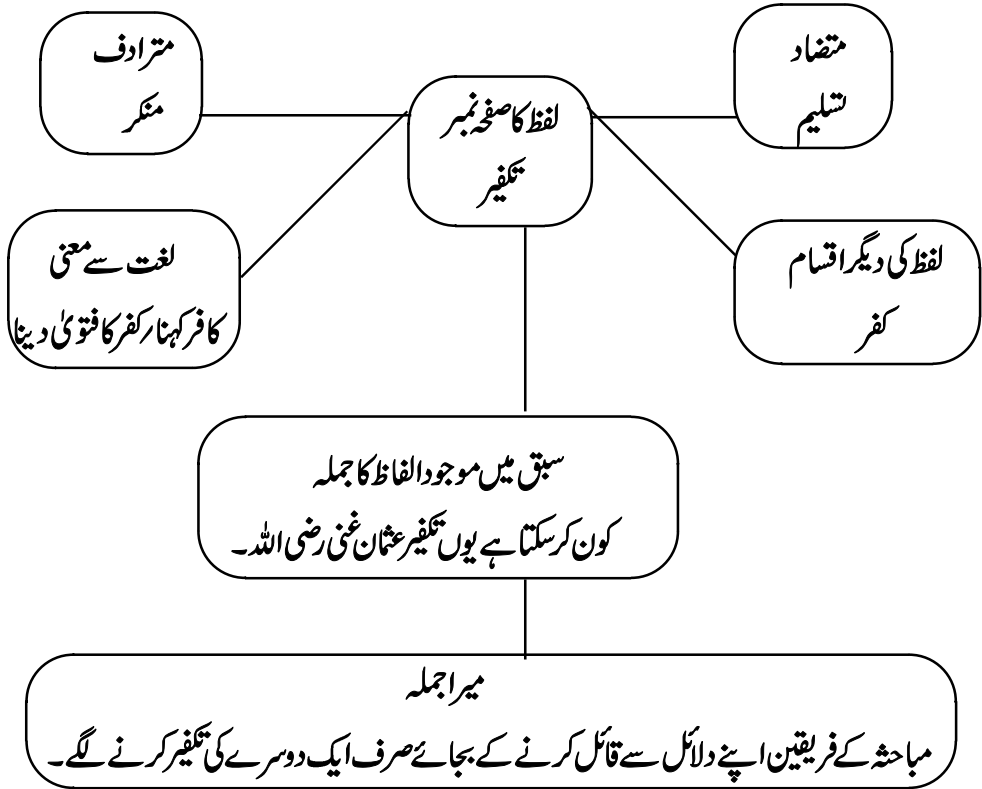 متضاد
تسلیم
لفظ کا صفحہ نمبر
تکفیر
مترادف
منکر
لفظ کی دیگر اقسام
کفر
لغت سے معنی
کافر کہنا/کفر کا فتویٰ دینا
سبق میں موجود الفاظ کا جملہ
کون کر سکتا ہے یوں تکفیر عثمان غنی رضی اللہ۔
میرا جملہ
مباحثہ کے فریقین اپنے دلائل سے قائل کرنے کے بجائے صرف ایک دوسرے کی تکفیر کرنے لگے۔